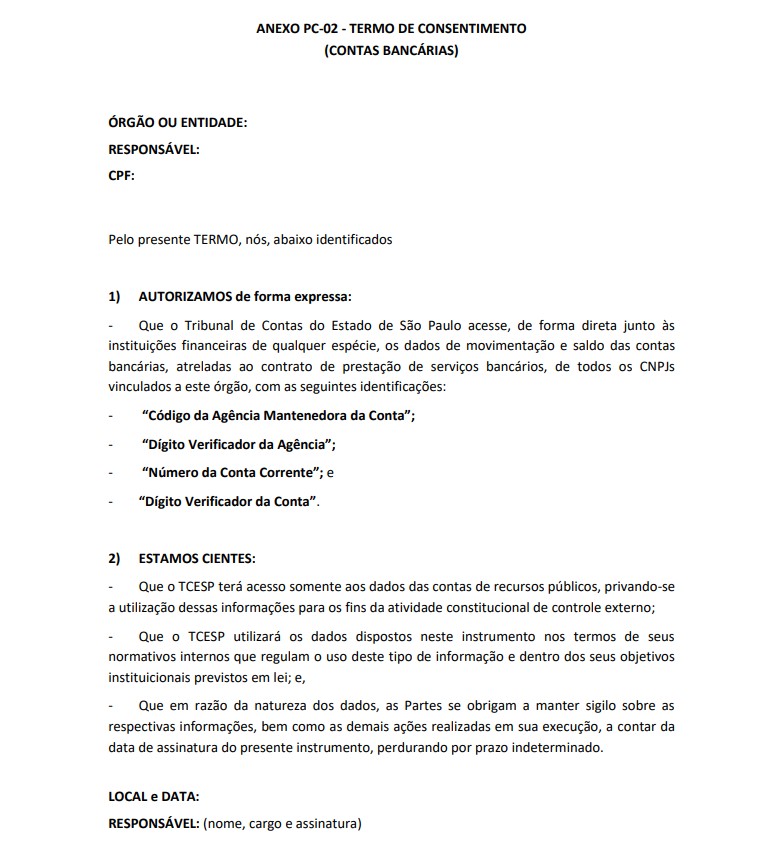 ANEXO PC-02 - TERMO DE CONSENTIMENTO
(CONTAS BANCÁRIAS)
ÓRGÃO OU ENTIDADE:
RESPONSÁVEL:
CPF:
Pelo presente TERMO, nós, abaixo identificados
1) AUTORIZAMOS de forma expressa:
- Que o Tribunal de Contas do Estado de São Paulo acesse, de forma direta junto às
instituições financeiras de qualquer espécie, os dados de movimentação e saldo das contas
bancárias, atreladas ao contrato de prestação de serviços bancários, de todos os CNPJs
vinculados a este órgão, com as seguintes identificações:
- “Código da Agência Mantenedora da Conta”;
- “Dígito Verificador da Agência”;
- “Número da Conta Corrente”; e
- “Dígito Verificador da Conta”.
2) ESTAMOS CIENTES:
- Que o TCESP terá acesso somente aos dados das contas de recursos públicos, privando-se
a utilização dessas informações para os fins da atividade constitucional de controle externo;
- Que o TCESP utilizará os dados dispostos neste instrumento nos termos de seus
normativos internos que regulam o uso deste tipo de informação e dentro dos seus objetivos
instituicionais previstos em lei; e,
- Que em razão da natureza dos dados, as Partes se obrigam a manter sigilo sobre as
respectivas informações, bem como as demais ações realizadas em sua execução, a contar da
data de assinatura do presente instrumento, perdurando por prazo indeterminado.
LOCAL e DATA:
RESPONSÁVEL: (nome, cargo e assinatura)